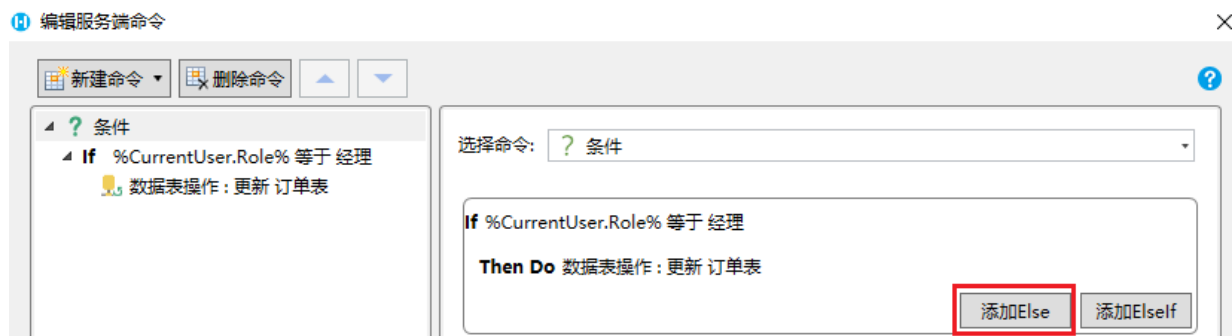 编辑服务端命令
新建命令 删除命令
条件
If %CurrentUser.Role% 等于 经理
数据表操作 : 更新 订单表
选择命令: ? 条件
If %CurrentUser.Role% 等于 经理
Then Do 数据表操作 : 更新 订单表
添加Else 添加ElseIf